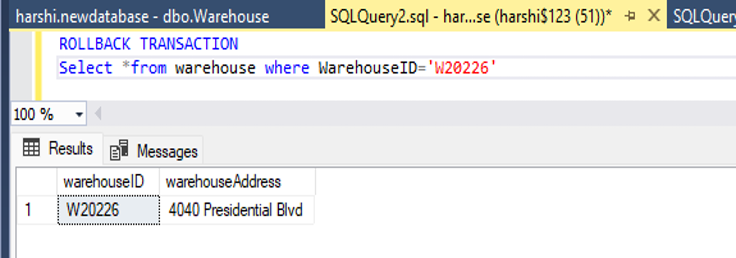 harshi.newdatabase - dbo.Warehouse SQLQuery2.sql - har...se (harshi$123 (51))* SQLQuery
ROLLBACK TRANSACTION
Select *from warehouse where WarehouseID='W20226'
100 %
Results Messages
warehouseID warehouseAddress
1 W20226 4040 Presidential Blvd